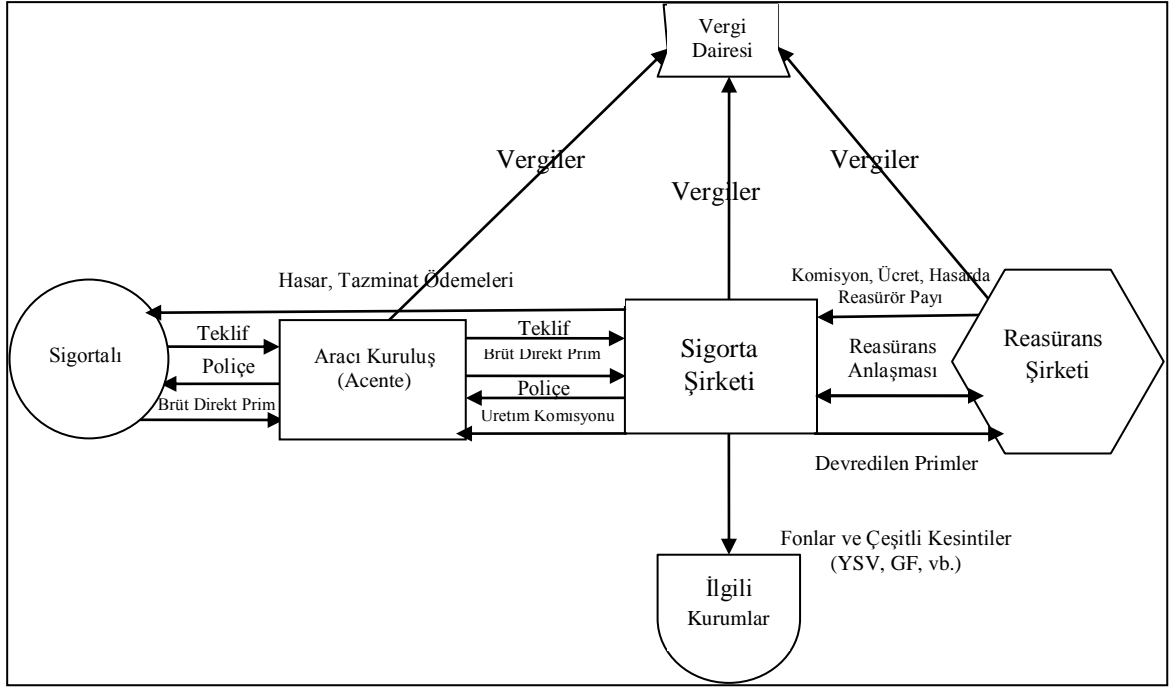 Vergi
Dairesi
Vergiler
Vergiler
Vergiler
Hasar, Tazminat Ödemeleri
Komisyon, Ücret, Hasarda
Reasürör Payı
Sigortalı
Teklif
Poliçe
Brüt Direkt Prim
Aracı Kuruluş
(Acente)
Teklif
Brüt Direkt Prim
Poliçe
Üretim Komisyonu
Sigorta
Şirketi
Reasürans
Anlaşması
Reasürans
Şirketi
Devredilen Primler
Fonlar ve Çeşitli Kesintiler
(YSV, GF, vb.)
İlgili
Kurumlar